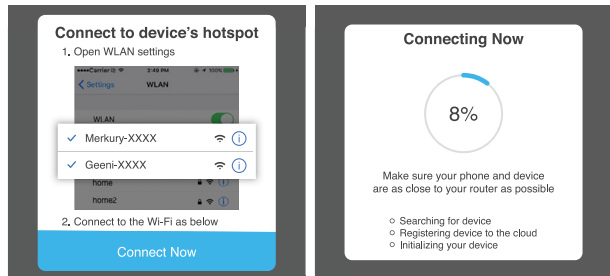 Connect to device's hotspot
1. Open WLAN settings
Carrier 3:49 PM 100%
Settings WLAN
WLAN
Merkury-XXXX
Geeni-XXXX
home
home2
2. Connect to the Wi-Fi as below
Connect Now
Connecting Now
8%
Make sure your phone and device
are as close to your router as possible
Searching for device
Registering device to the cloud
Initializing your device